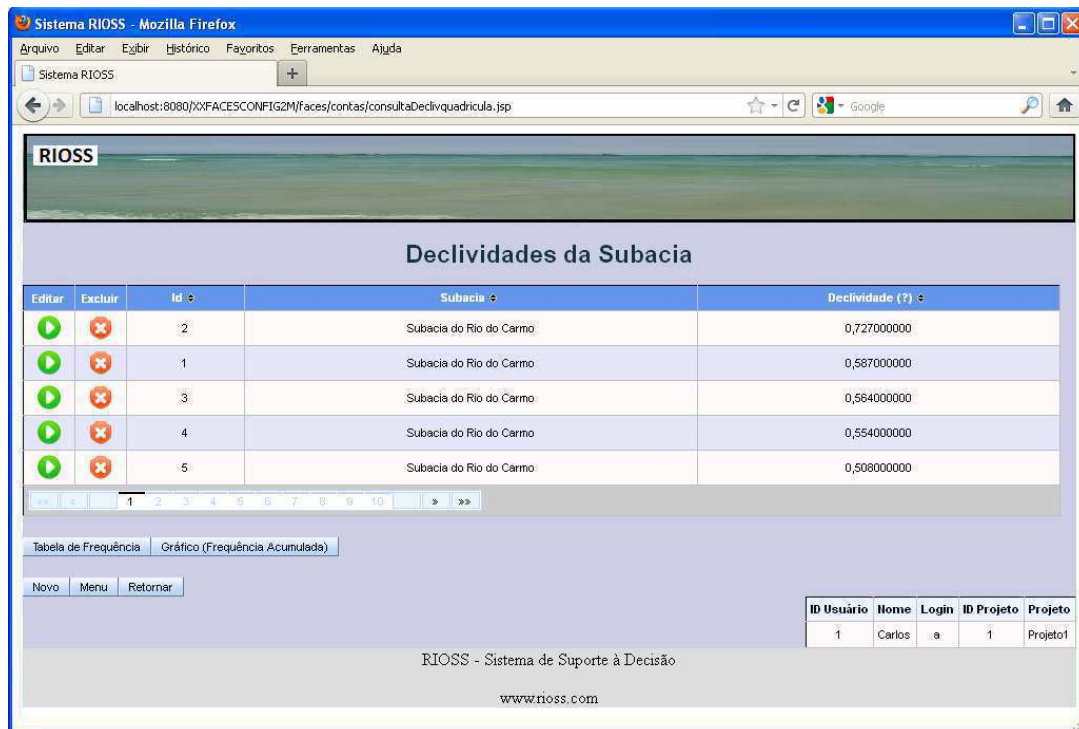 Sistema RIOSS - Mozilla Firefox
Arquivo Editar Exibir Histórico Favoritos Ferramentas Ajuda
Sistema RIOSS
localhost:8080/XXFACESCONFIG2M/faces/contas/consultaDeclivquadricula.jsp Google
RIOSS
Declividades da Subacia
Editar Excluir Id Subacia Declividade (?)
2 Subacia do Rio do Carmo 0,727000000
1 Subacia do Rio do Carmo 0,587000000
3 Subacia do Rio do Carmo 0,564000000
4 Subacia do Rio do Carmo 0,554000000
5 Subacia do Rio do Carmo 0,508000000
«« « 1 2 3 4 5 6 7 8 9 10 » »»
Tabela de Frequência Gráfico (Frequência Acumulada)
Novo Menu Retornar
ID Usuário Nome Login ID Projeto Projeto
1 Carlos a 1 Projeto1
RIOSS - Sistema de Suporte à Decisão
www.rioss.com